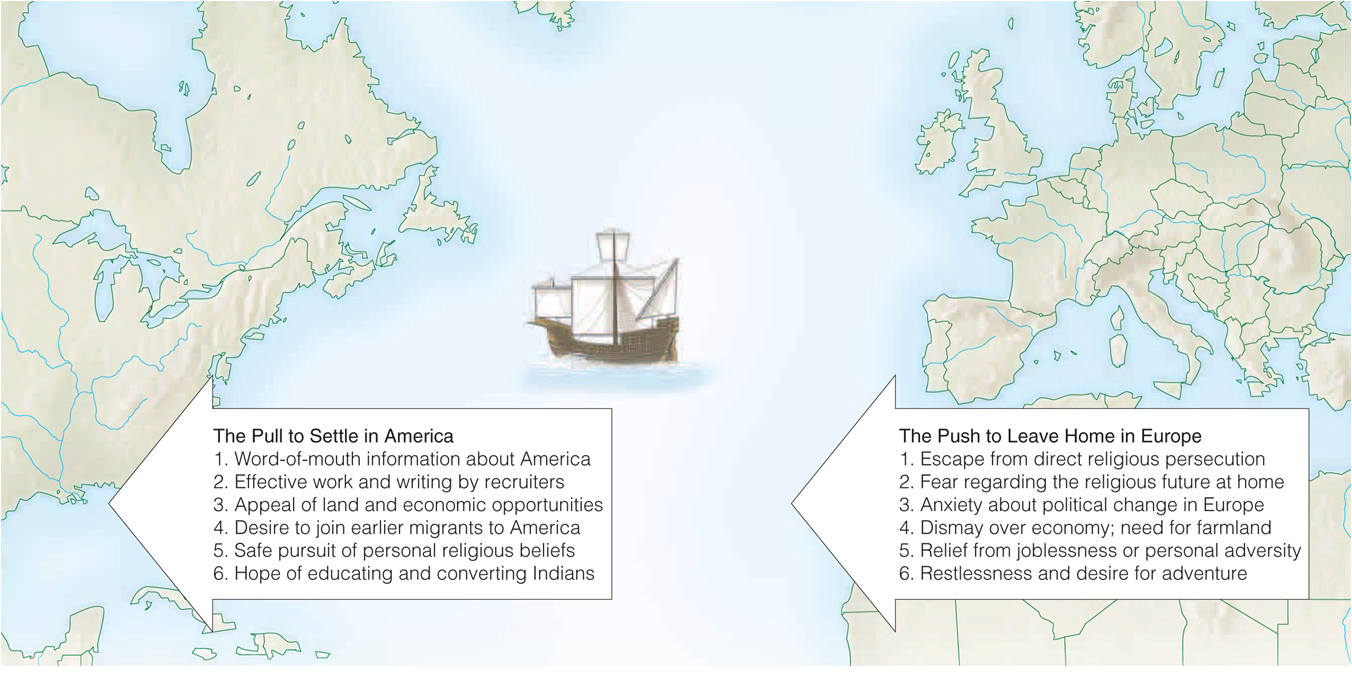 The Pull to Settle in America
1. Word-of-mouth information about America
2. Effective work and writing by recruiters
3. Appeal of land and economic opportunities
4. Desire to join earlier migrants to America
5. Safe pursuit of personal religious beliefs
6. Hope of educating and converting Indians
The Push to Leave Home in Europe
1. Escape from direct religious persecution
2. Fear regarding the religious future at home
3. Anxiety about political change in Europe
4. Dismay over economy; need for farmland
5. Relief from joblessness or personal adversity
6. Restlessness and desire for adventure